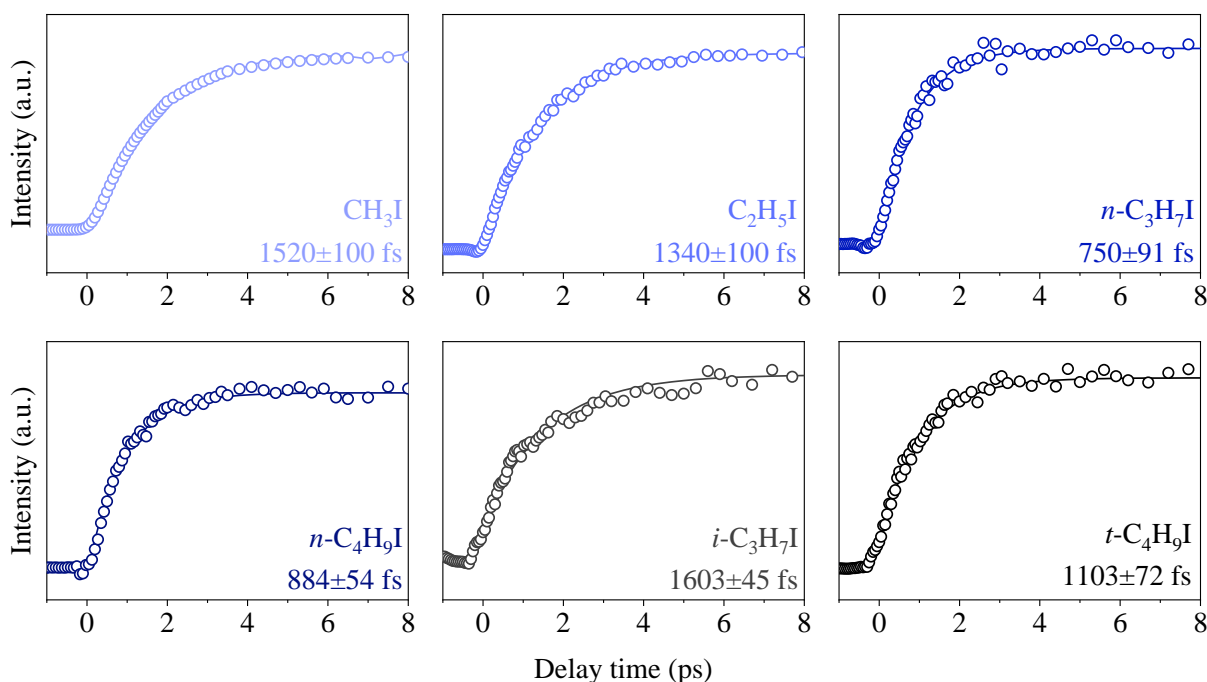 Intensity (a.u.)
CH₃I
1520±100 fs
0 2 4 6 8
C₂H₅I
1340±100 fs
0 2 4 6 8
n-C₃H₇I
750±91 fs
0 2 4 6 8
Intensity (a.u.)
n-C₄H₉I
884±54 fs
0 2 4 6 8
i-C₃H₇I
1603±45 fs
0 2 4 6 8
t-C₄H₉I
1103±72 fs
0 2 4 6 8
Delay time (ps)